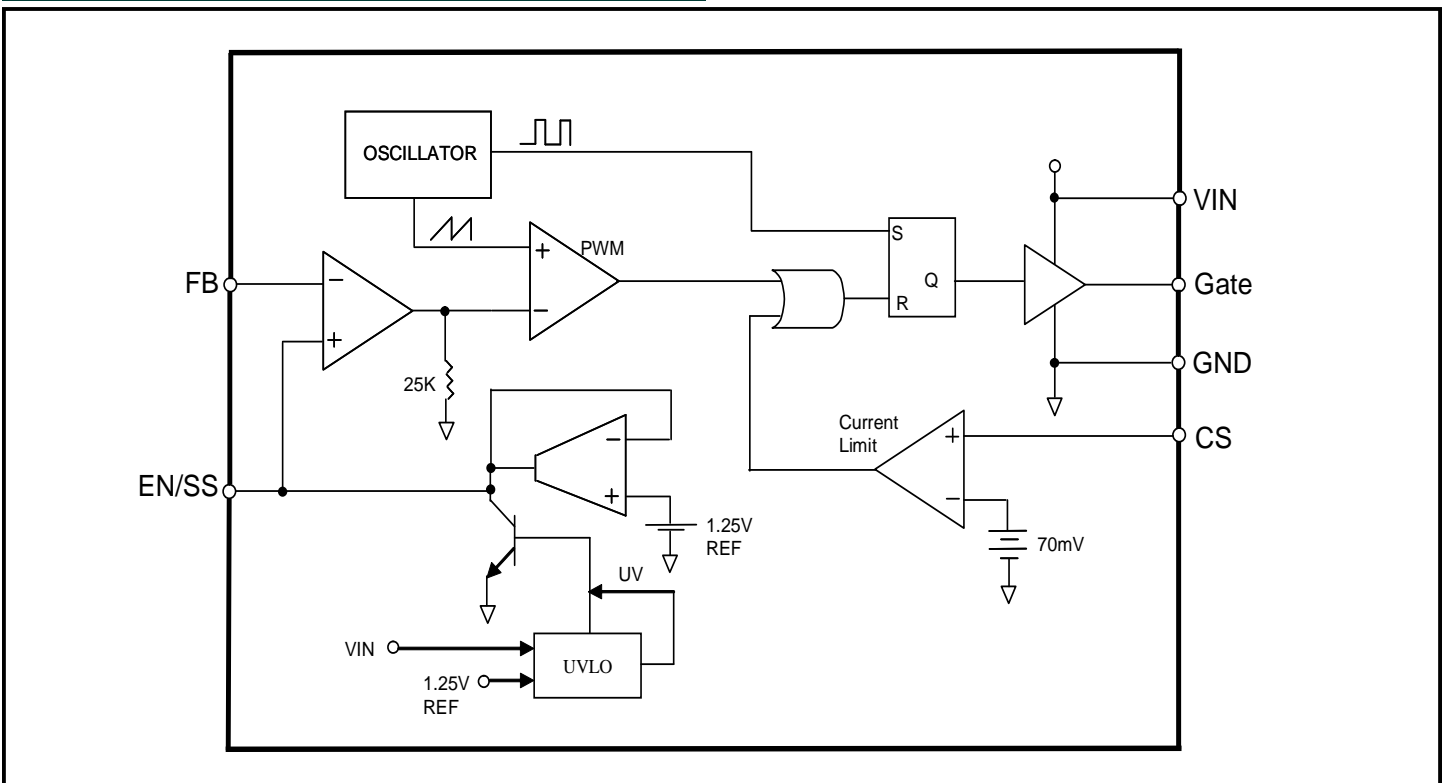 OSCILLATOR
VIN
S
+
PWM
FB
−
Q
Gate
−
R
+
GND
25K
Current
Limit
−
+
CS
EN/SS
+
−
1.25V
REF
70mV
UV
VIN
UVLO
1.25V
REF